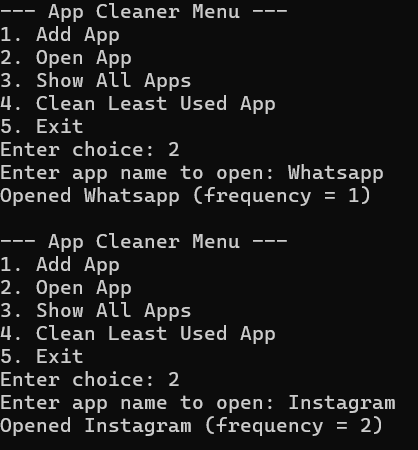 --- App Cleaner Menu ---
1. Add App
2. Open App
3. Show All Apps
4. Clean Least Used App
5. Exit
Enter choice: 2
Enter app name to open: Whatsapp
Opened Whatsapp (frequency = 1)

--- App Cleaner Menu ---
1. Add App
2. Open App
3. Show All Apps
4. Clean Least Used App
5. Exit
Enter choice: 2
Enter app name to open: Instagram
Opened Instagram (frequency = 2)